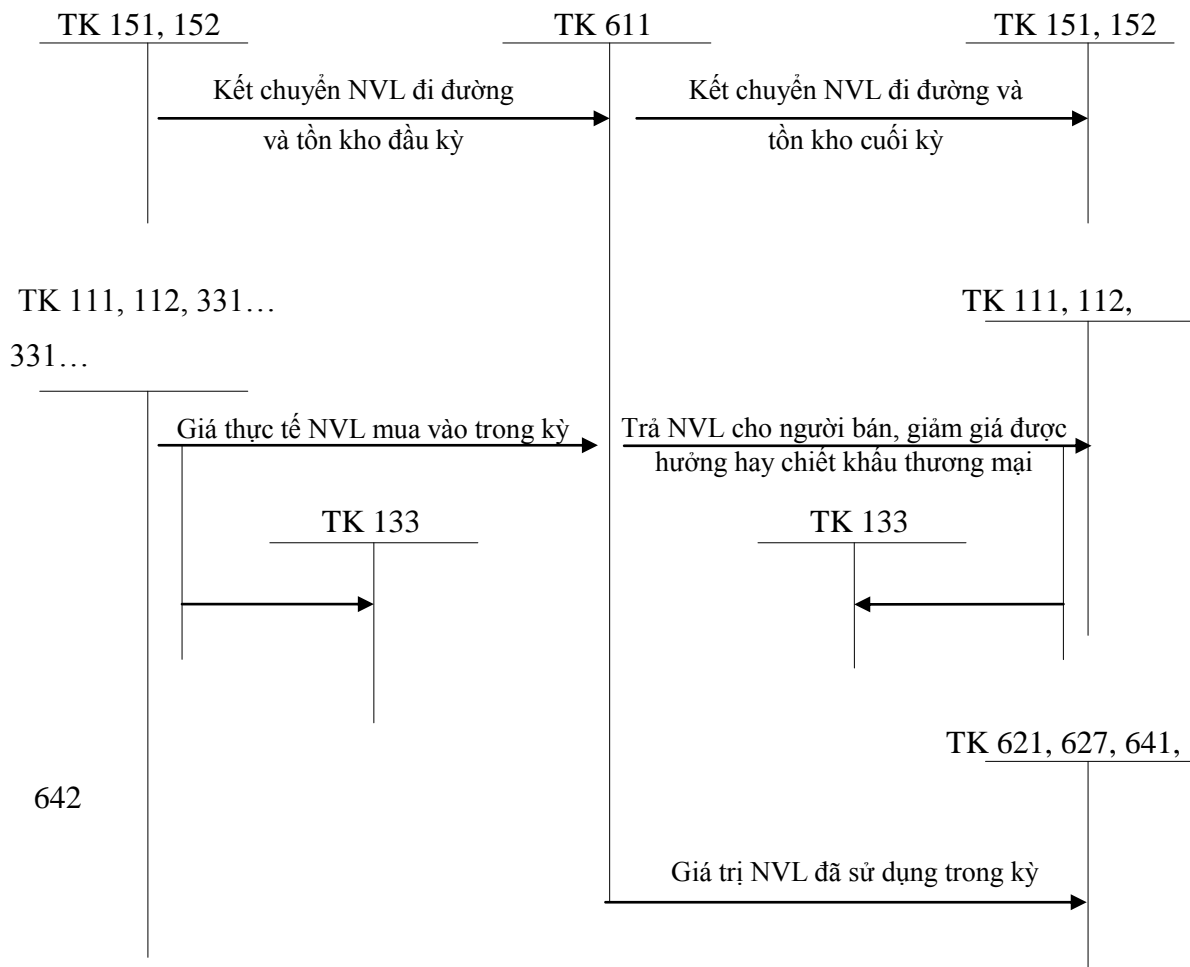 TK 151, 152
TK 611
TK 151, 152
Kết chuyển NVL đi đường
và tồn kho đầu kỳ
Kết chuyển NVL đi đường và
tồn kho cuối kỳ
TK 111, 112, 331…
TK 111, 112,
331…
Giá thực tế NVL mua vào trong kỳ
Trả NVL cho người bán, giảm giá được
hưởng hay chiết khấu thương mại
TK 133
TK 133
TK 621, 627, 641,
642
Giá trị NVL đã sử dụng trong kỳ